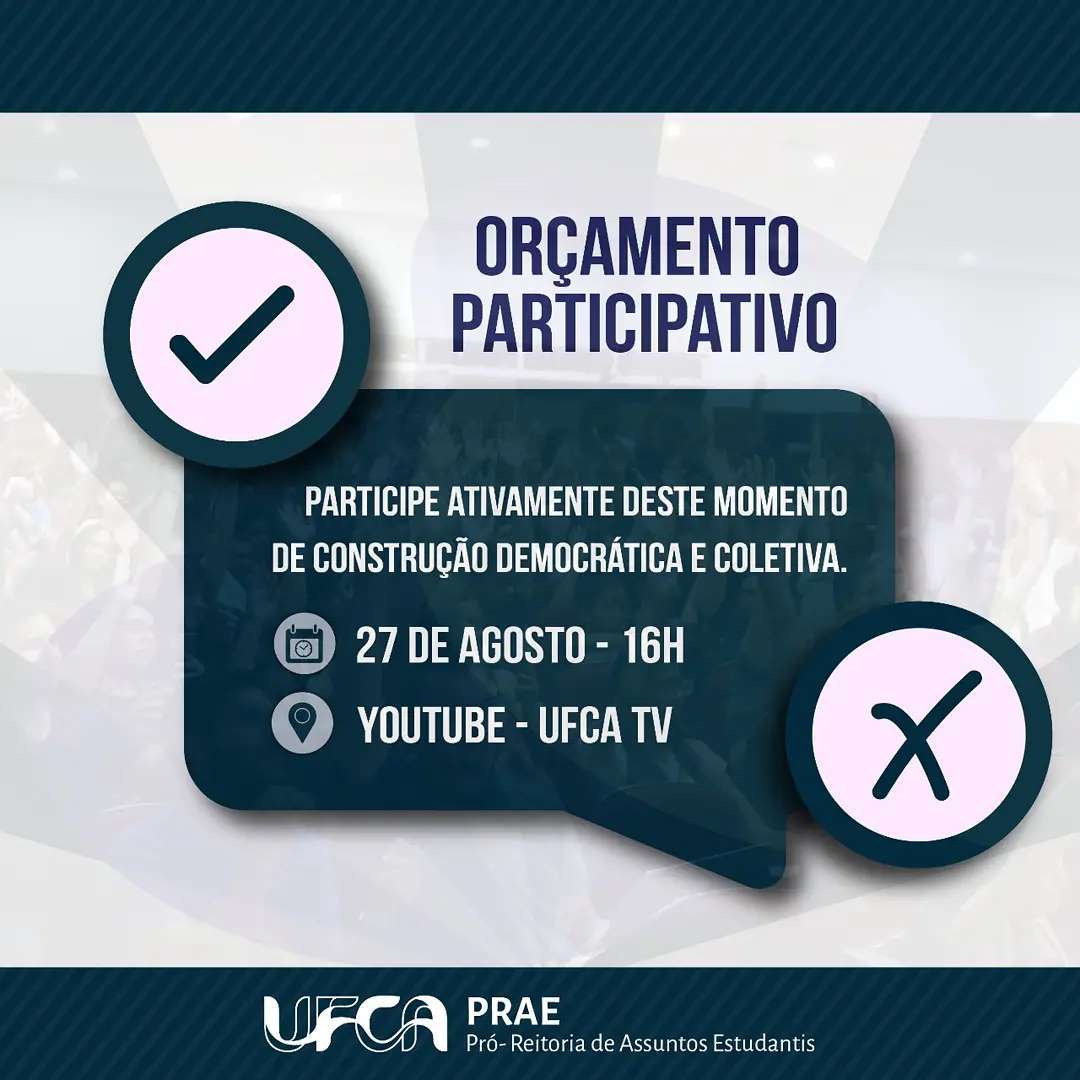 ORÇAMENTO
PARTICIPATIVO
PARTICIPE ATIVAMENTE DESTE MOMENTO
DE CONSTRUÇÃO DEMOCRÁTICA E COLETIVA.
27 DE AGOSTO - 16H
YOUTUBE - UFCA TV
UFCA PRAE
Pró-Reitoria de Assuntos Estudantis